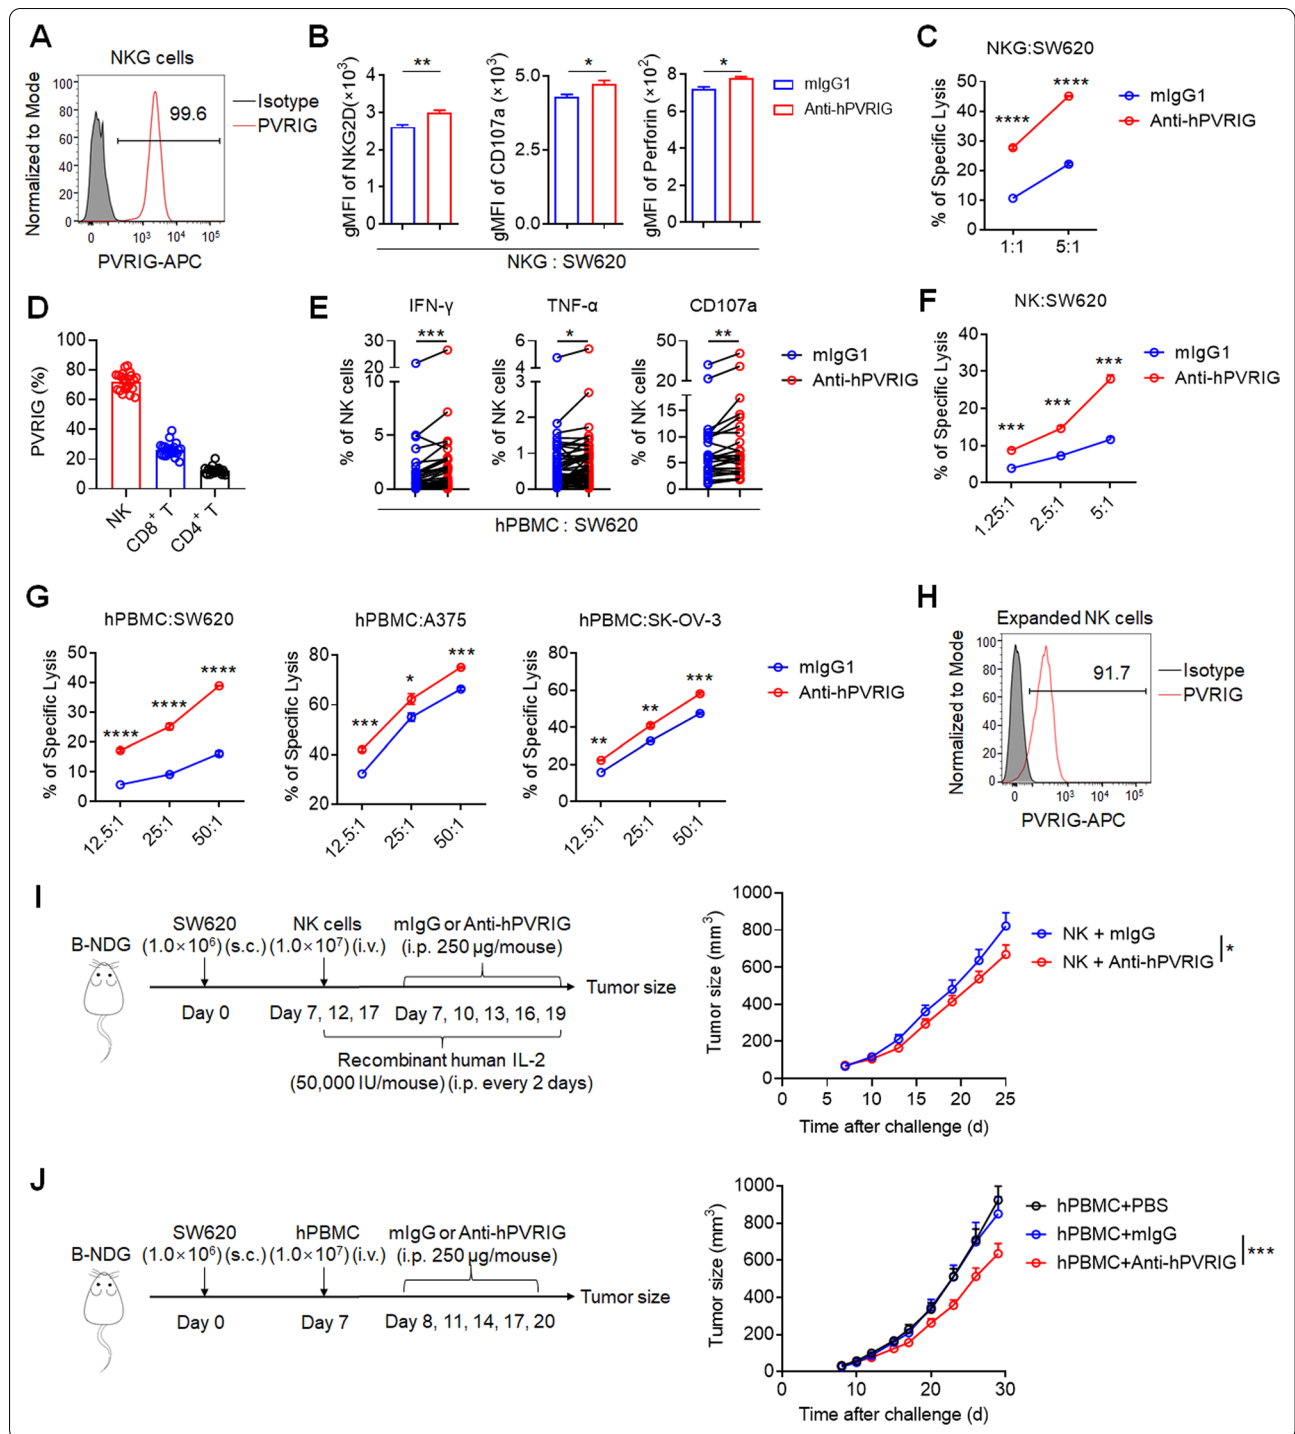 A
NKG cells
Normalized to Mode
100
80
60
40
20
0
99.6
Isotype
PVRIG
0 10³ 10⁴ 10⁵
PVRIG-APC
B
gMFI of NKG2D(×10³)
4
3
2
1
0
**
gMFI of CD107a (×10³)
5.0
2.5
0.0
*
gMFI of Perforin (×10²)
8
6
4
2
0
*
mIgG1
Anti-hPVRIG
NKG : SW620
C
NKG:SW620
% of Specific Lysis
50
40
30
20
10
0
**** ****
1:1 5:1
mIgG1
Anti-hPVRIG
D
PVRIG (%)
100
80
60
40
20
0
NK CD8⁺ T CD4⁺ T
E
IFN-γ
% of NK cells
30
20
10
5
0
***
TNF-α
% of NK cells
6
4
3
2
1
0
*
CD107a
% of NK cells
50
20
15
10
5
0
**
mIgG1
Anti-hPVRIG
hPBMC : SW620
F
NK:SW620
% of Specific Lysis
40
30
20
10
0
*** *** ***
1.25:1 2.5:1 5:1
mIgG1
Anti-hPVRIG
G
hPBMC:SW620
% of Specific Lysis
50
40
30
20
10
0
**** **** ****
12.5:1 25:1 50:1
hPBMC:A375
% of Specific Lysis
80
60
40
20
*** * ***
12.5:1 25:1 50:1
hPBMC:SK-OV-3
% of Specific Lysis
80
60
40
20
0
** ** ***
12.5:1 25:1 50:1
mIgG1
Anti-hPVRIG
H
Expanded NK cells
Normalized to Mode
100
80
60
40
20
0
91.7
Isotype
PVRIG
0 10³ 10⁴ 10⁵
PVRIG-APC
I
B-NDG
SW620
(1.0×10⁶) (s.c.)
NK cells
(1.0×10⁷) (i.v.)
mIgG or Anti-hPVRIG
(i.p. 250 µg/mouse)
Tumor size
Day 0 Day 7, 12, 17 Day 7, 10, 13, 16, 19
Recombinant human IL-2
(50,000 IU/mouse) (i.p. every 2 days)
Tumor size (mm³)
1000
800
600
400
200
0
0 5 10 15 20 25
Time after challenge (d)
NK + mIgG
NK + Anti-hPVRIG
*
J
B-NDG
SW620
(1.0×10⁶) (s.c.)
hPBMC
(1.0×10⁷) (i.v.)
mIgG or Anti-hPVRIG
(i.p. 250 µg/mouse)
Tumor size
Day 0 Day 7 Day 8, 11, 14, 17, 20
Tumor size (mm³)
1000
800
600
400
200
0
0 10 20 30
Time after challenge (d)
hPBMC+PBS
hPBMC+mIgG
hPBMC+Anti-hPVRIG
***